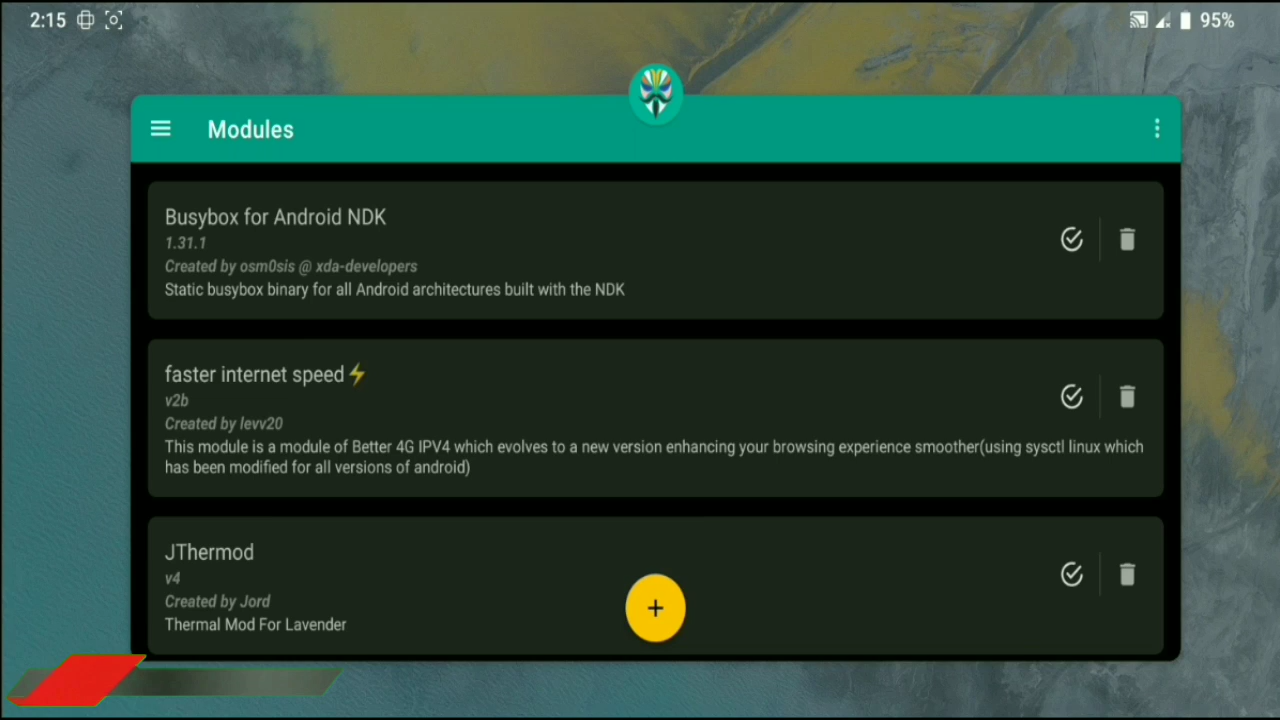 2:15 95%
Modules
Busybox for Android NDK
1.31.1
Created by osm0sis @ xda-developers
Static busybox binary for all Android architectures built with the NDK
faster internet speed⚡
v2b
Created by levv20
This module is a module of Better 4G IPV4 which evolves to a new version enhancing your browsing experience smoother(using sysctl linux which
has been modified for all versions of android)
JThermod
v4
Created by Jord
Thermal Mod For Lavender
+